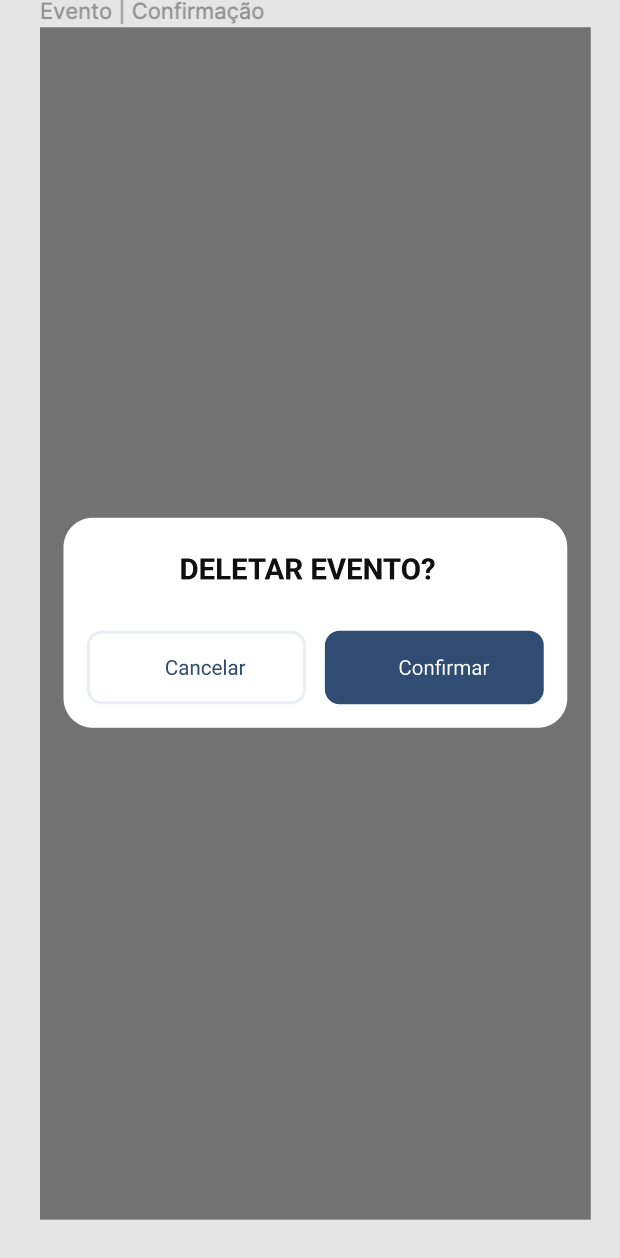 Evento | Confirmação
DELETAR EVENTO?
Cancelar
Confirmar